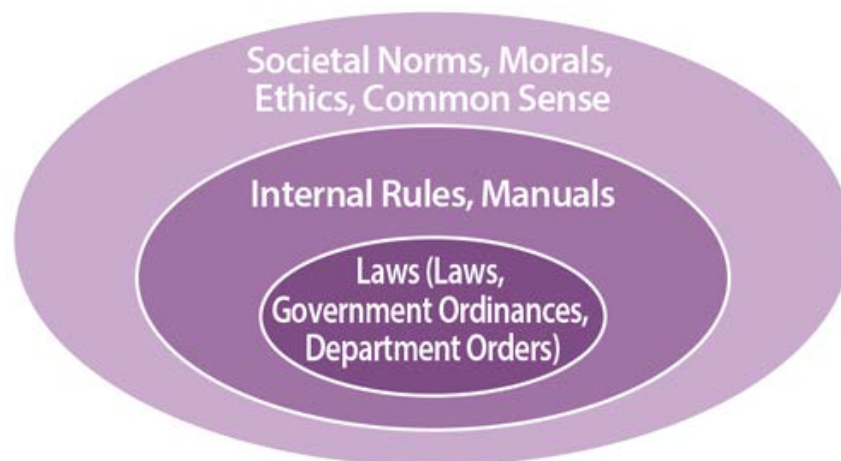 Societal Norms, Morals,
Ethics, Common Sense
Internal Rules, Manuals
Laws (Laws,
Government Ordinances,
Department Orders)